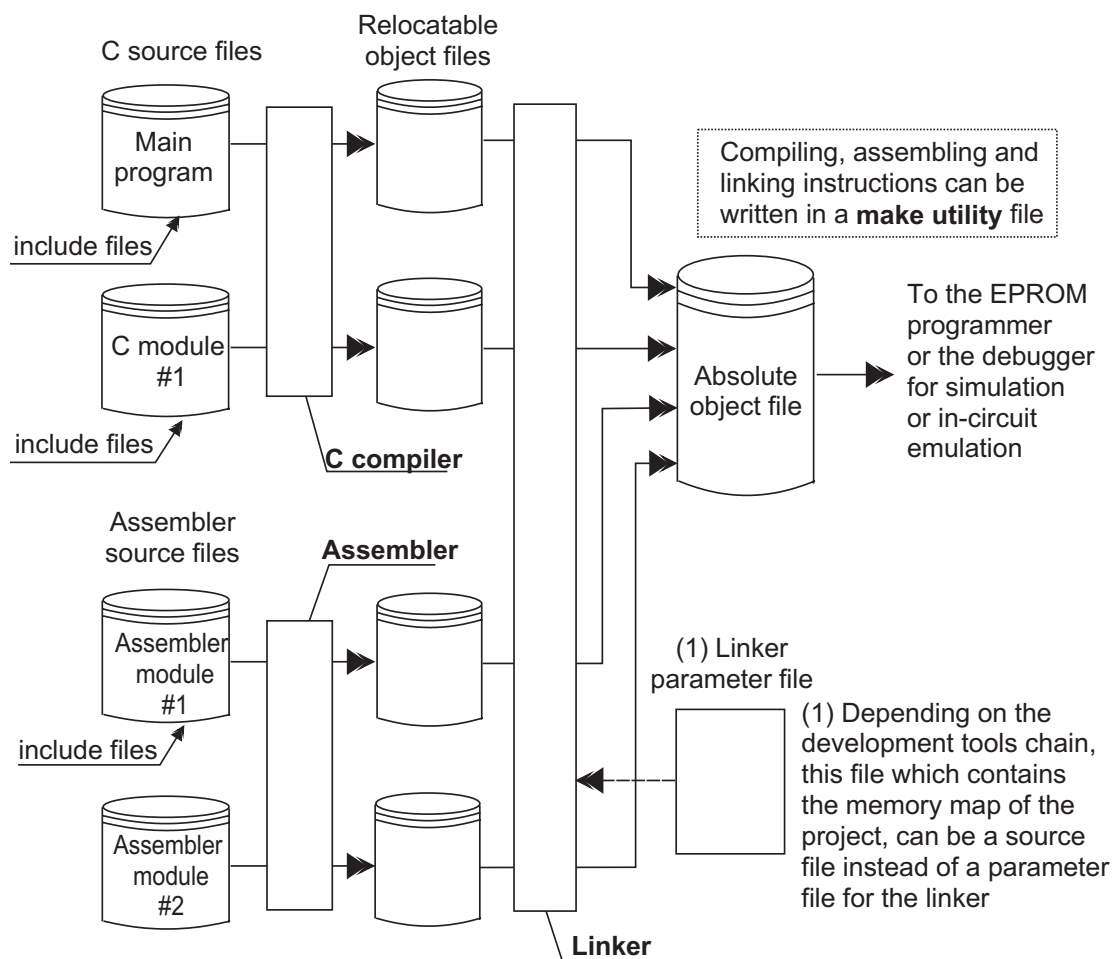 C source files
Relocatable
object files
Main
program
include files
C module
#1
include files
C compiler
Compiling, assembling and
linking instructions can be
written in a make utility file
Absolute
object file
To the EPROM
programmer
or the debugger
for simulation
or in-circuit
emulation
Assembler
source files
Assembler
Assembler
module
#1
include files
Assembler
module
#2
(1) Linker
parameter file
(1) Depending on the
development tools chain,
this file which contains
the memory map of the
project, can be a source
file instead of a parameter
file for the linker
Linker